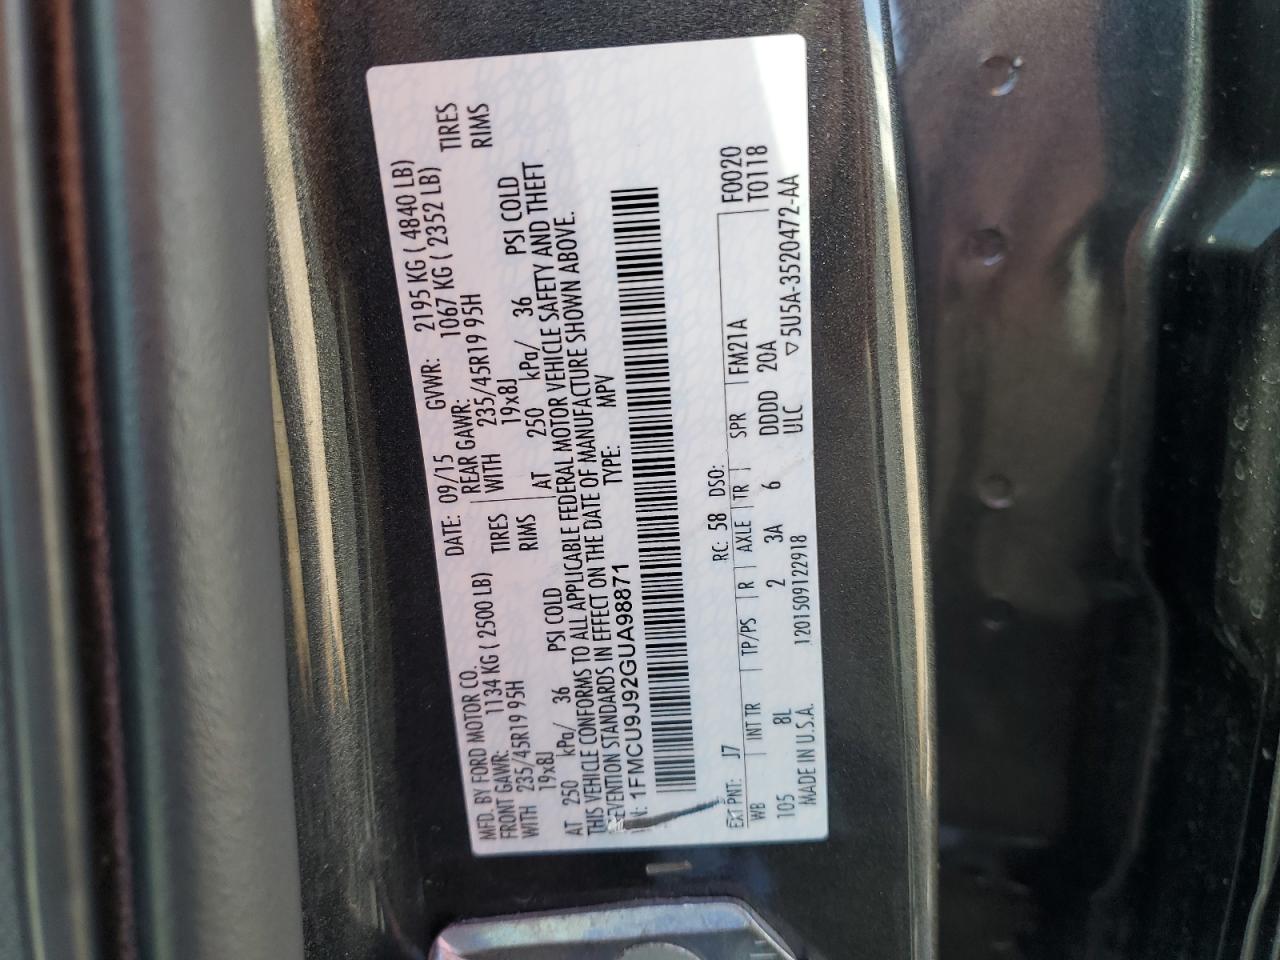 MFD. BY FORD MOTOR CO. DATE: 09/15 GVWR: 2195 KG ( 4840 LB)
FRONT GAWR: 1134 KG ( 2500 LB) REAR GAWR: 1067 KG ( 2352 LB)
WITH 235/45R19 95H TIRES WITH 235/45R19 95H TIRES
19x8J RIMS 19x8J RIMS
AT 250 kPa/ 36 PSI COLD AT 250 kPa/ 36 PSI COLD
THIS VEHICLE CONFORMS TO ALL APPLICABLE FEDERAL MOTOR VEHICLE SAFETY AND THEFT
PREVENTION STANDARDS IN EFFECT ON THE DATE OF MANUFACTURE SHOWN ABOVE.
VIN: 1FMCU9J92GUA98871 TYPE: MPV
F0020
EXT PNT: J7 RC: 58 DSO: T0118
WB INT TR TP/PS R AXLE TR SPR FM21A
105 8L 2 3A 6 DDDD 20A
MADE IN U.S.A. 1201509122918 ULC ▽5U5A-3520472-AA